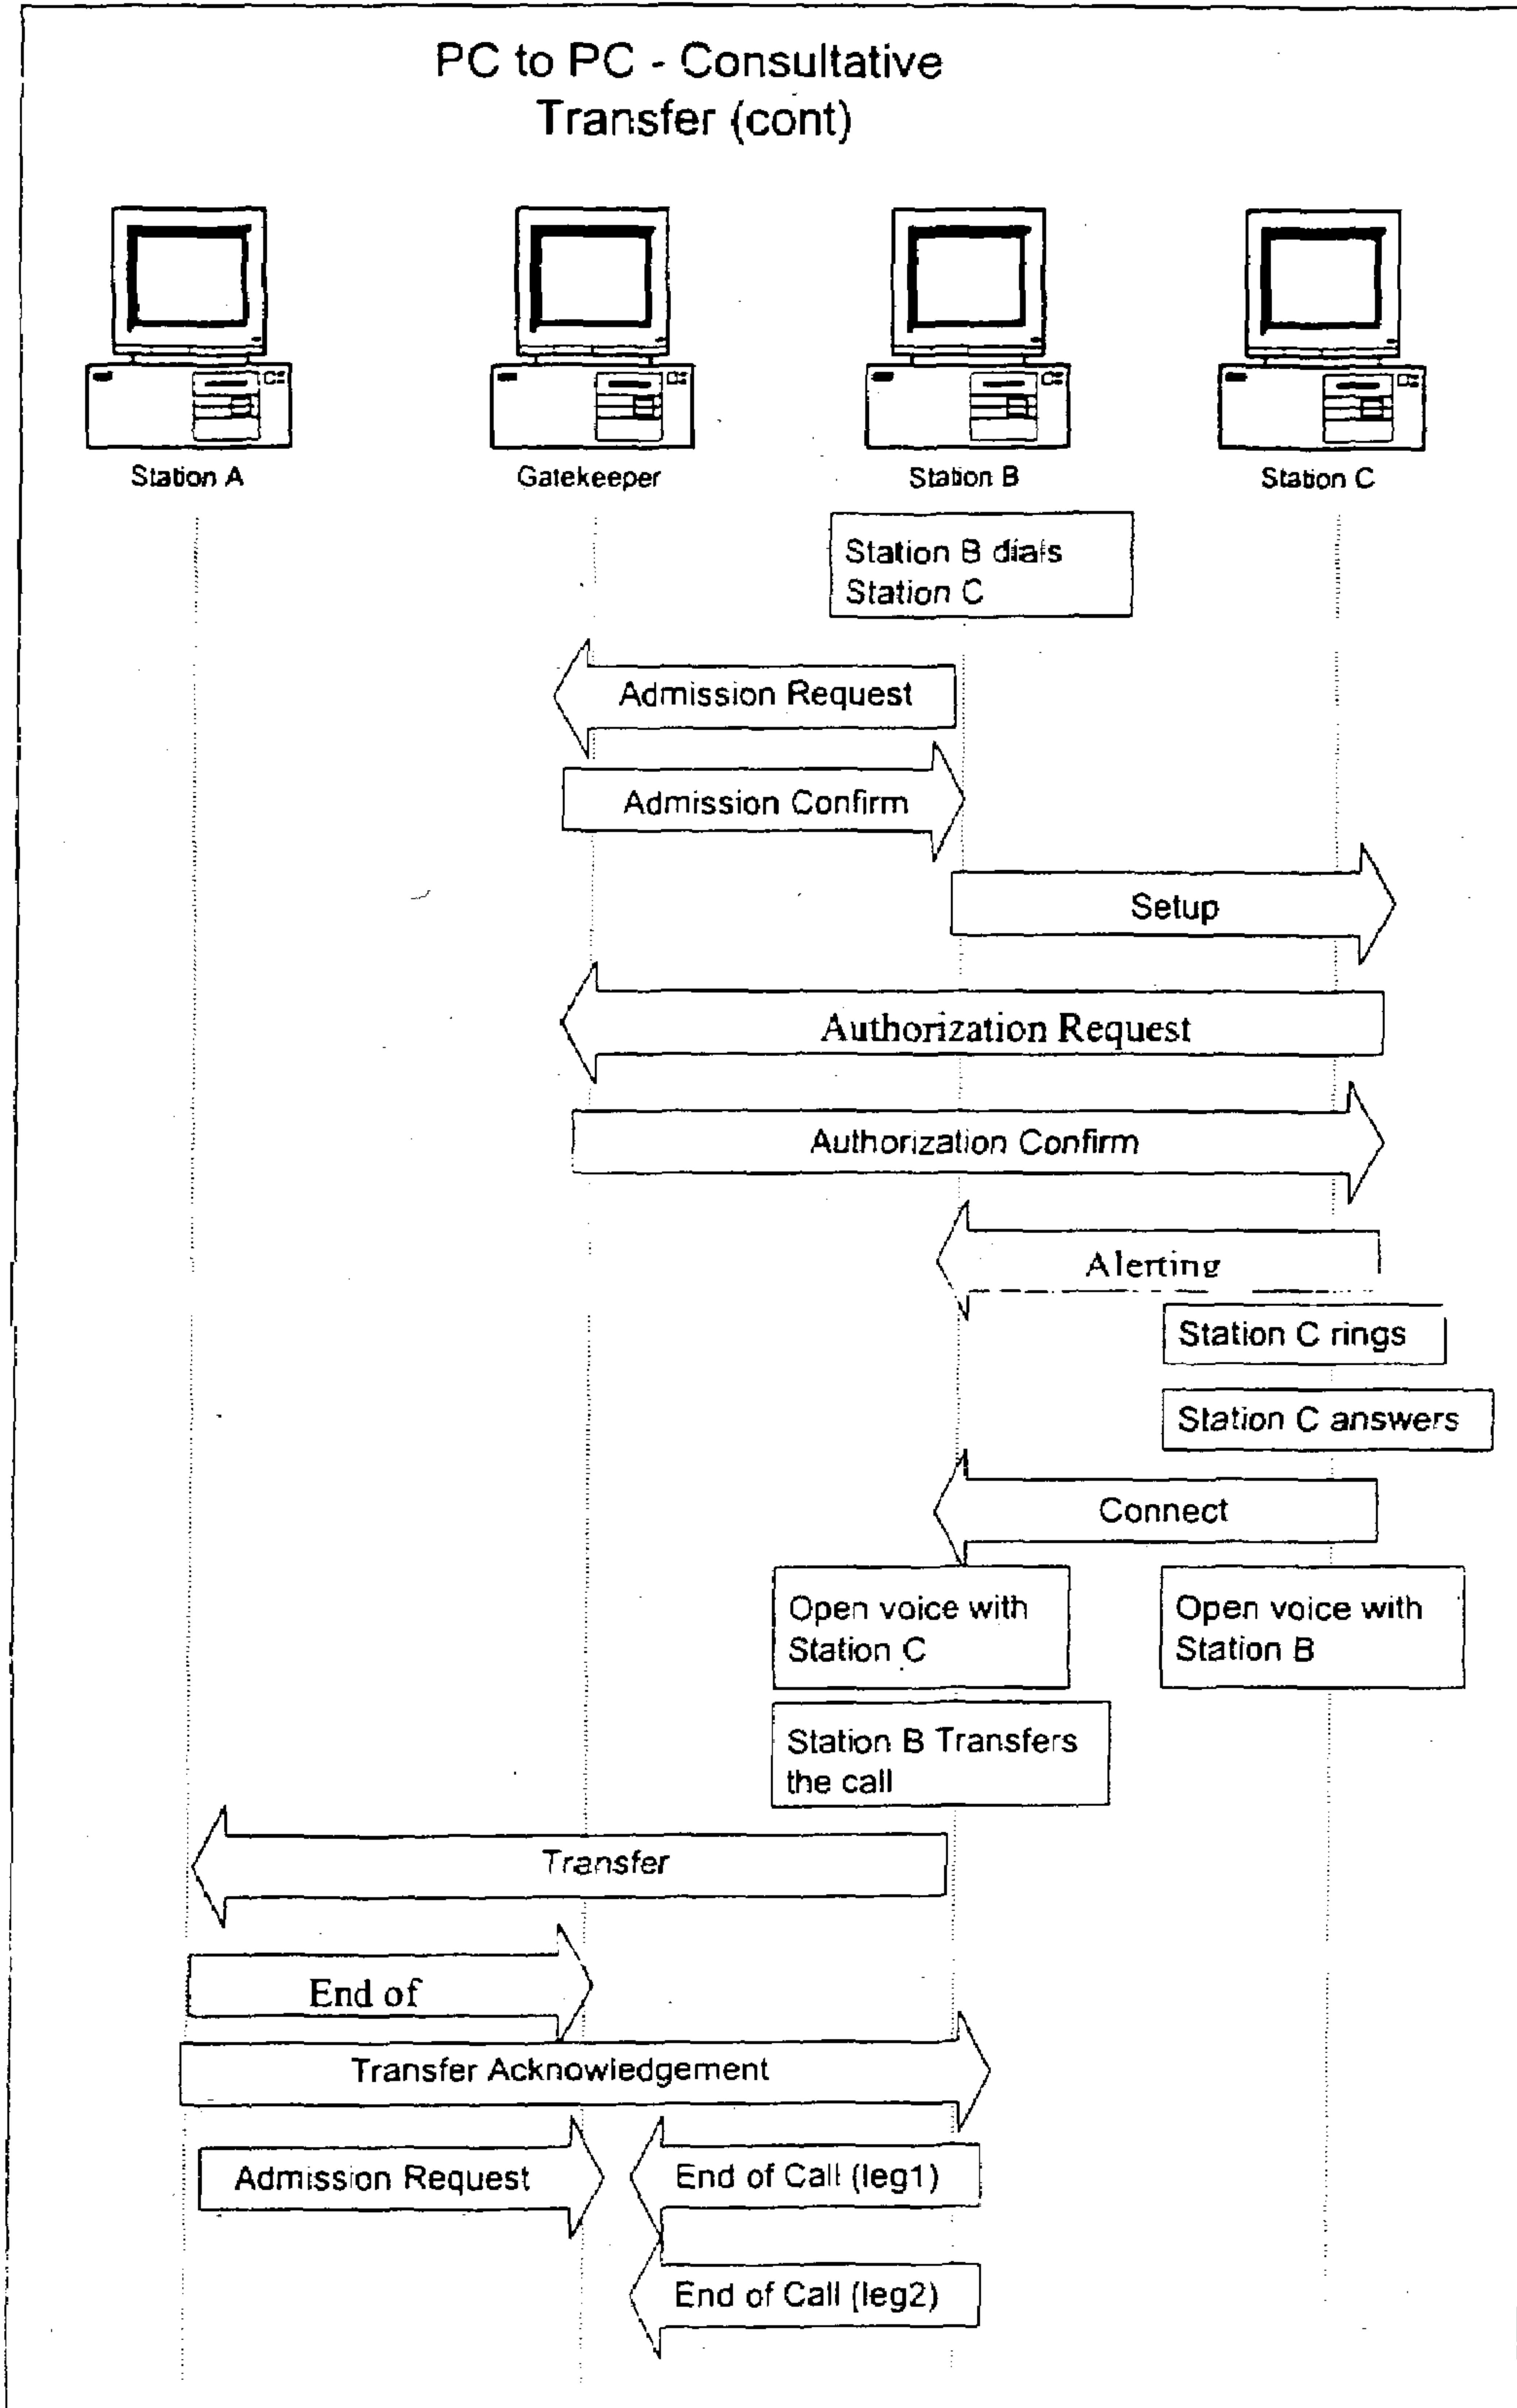 PC to PC - Consultative
Transfer (cont)
Station A
Gatekeeper
Station B
Station C
Station B dials
Station C
Admission Request
Admission Confirm
Setup
Authorization Request
Authorization Confirm
Alerting
Station C rings
Station C answers
Connect
Open voice with
Station C
Open voice with
Station B
Station B Transfers
the call
Transfer
End of
Transfer Acknowledgement
Admission Request
End of Call (leg1)
End of Call (leg2)